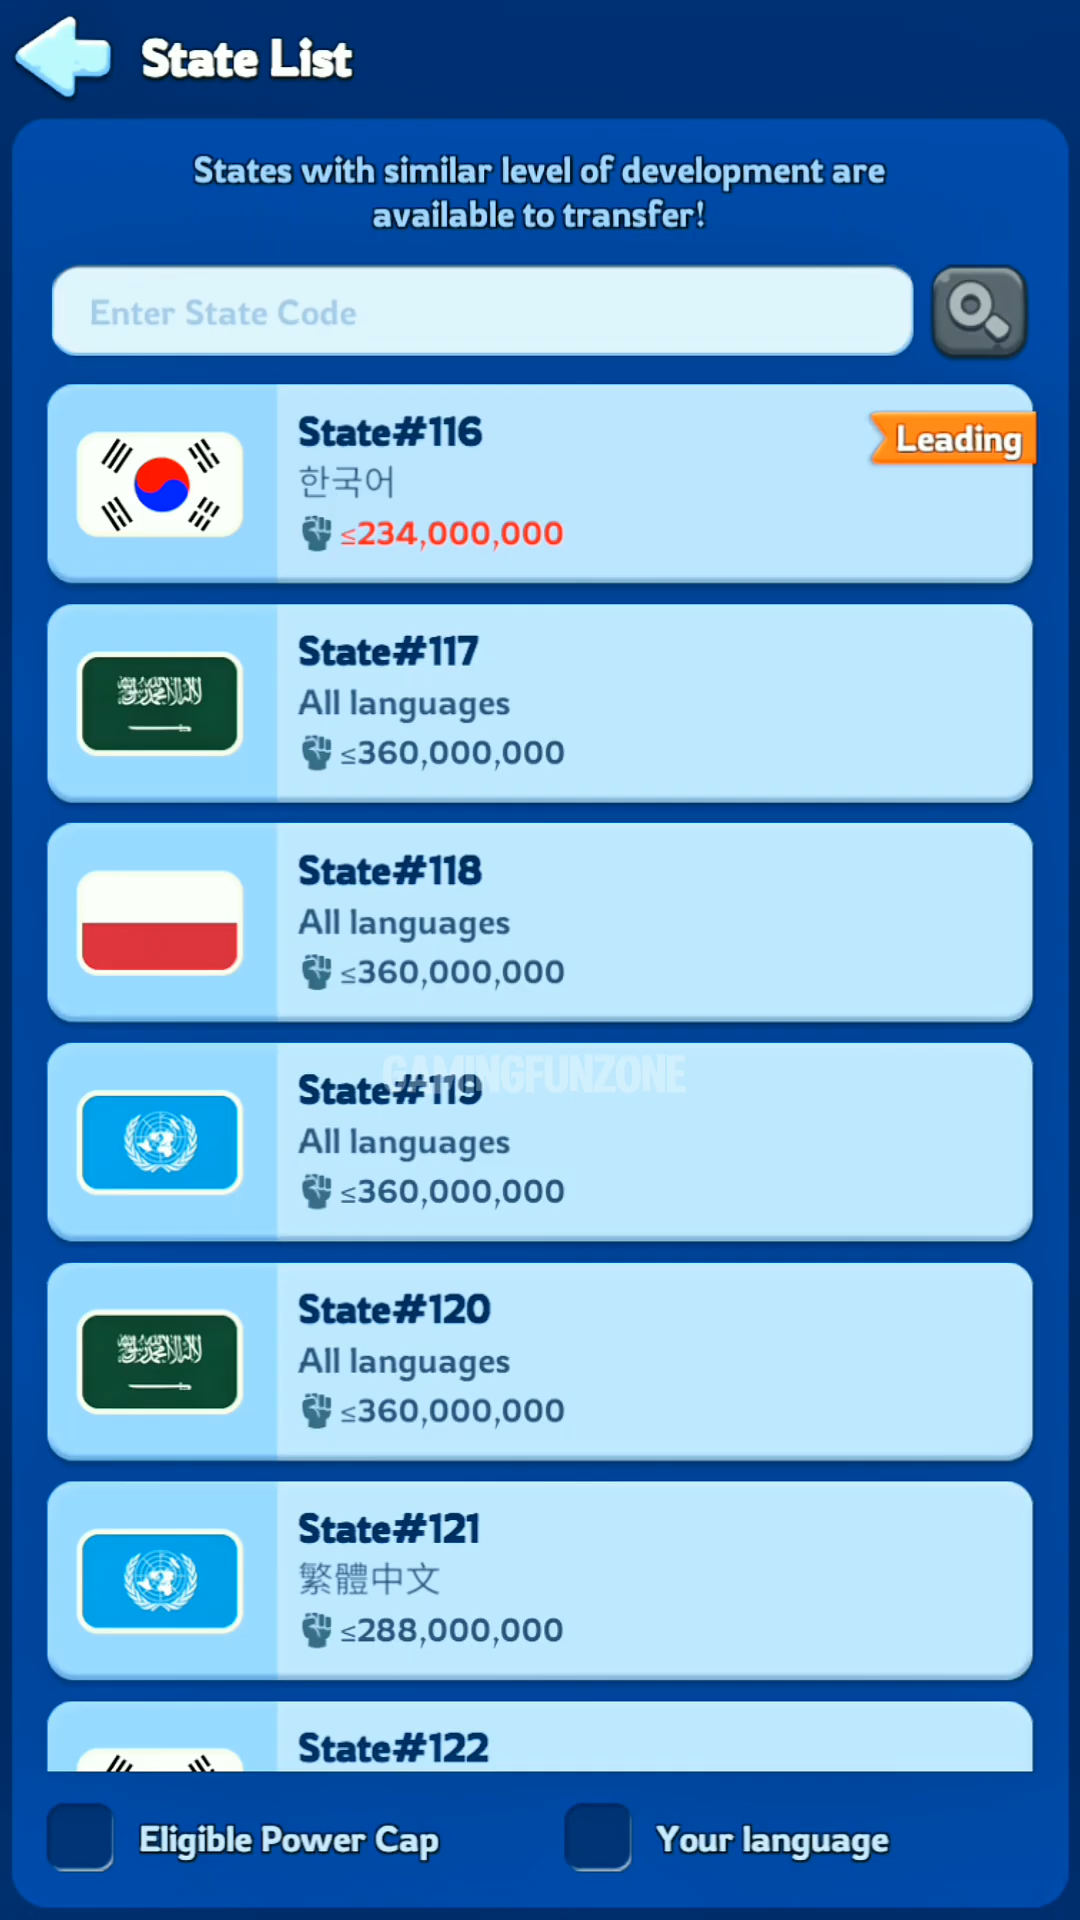 State List
States with similar level of development are
available to transfer!
Enter State Code
State#116
Leading
한국어
≤234,000,000
State#117
All languages
≤360,000,000
State#118
All languages
≤360,000,000
GAMINGFUNZONE
State#119
All languages
≤360,000,000
State#120
All languages
≤360,000,000
State#121
繁體中文
≤288,000,000
State#122
Eligible Power Cap
Your language